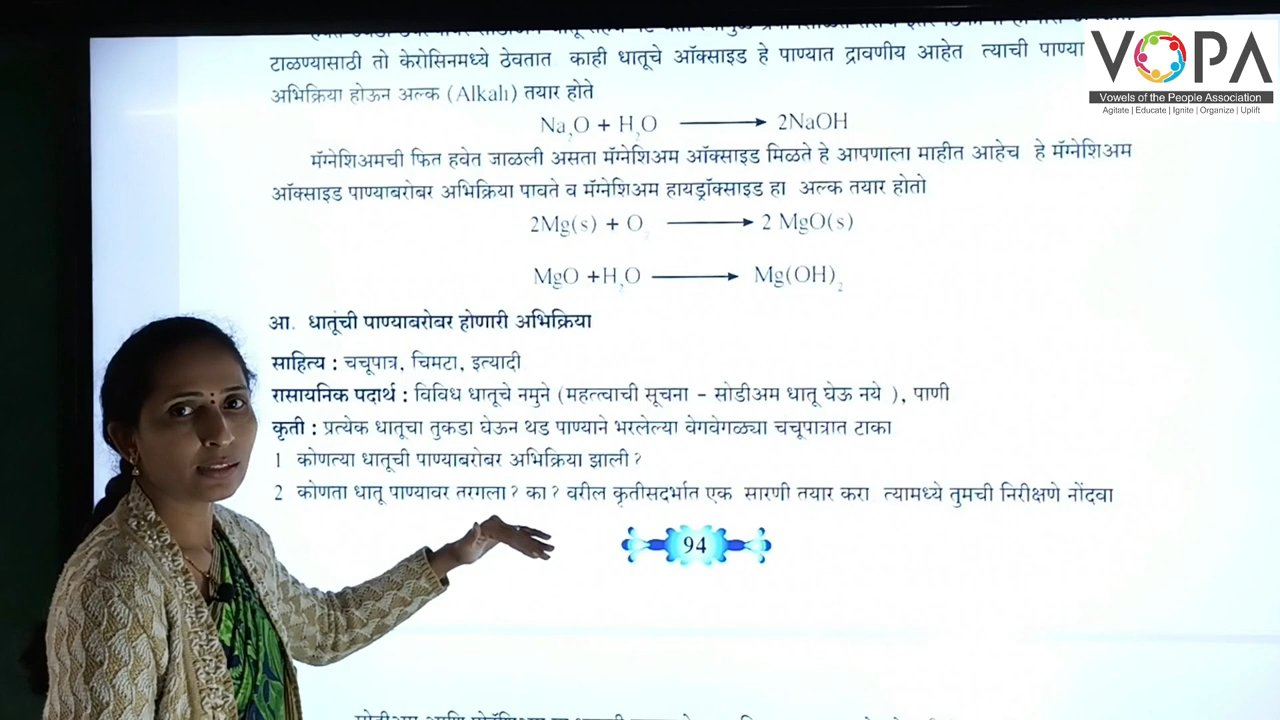 टाळण्यासाठी तो केरोसिनमध्ये ठेवतात काही धातूचे ऑक्साइड हे पाण्यात द्रावणीय आहेत त्याची पाण्या
अभिक्रिया होऊन अल्क (Alkalı) तयार होते
Na₂O + H₂O ⟶ 2NaOH
मॅग्नेशिअमची फित हवेत जाळली असता मॅग्नेशिअम ऑक्साइड मिळते हे आपणाला माहीत आहेच हे मॅग्नेशिअम
ऑक्साइड पाण्याबरोबर अभिक्रिया पावते व मॅग्नेशिअम हायड्रॉक्साइड हा अल्क तयार होतो
2Mg(s) + O₂ ⟶ 2 MgO(s)
MgO +H₂O ⟶ Mg(OH)₂
आ. धातूंची पाण्याबरोबर होणारी अभिक्रिया
साहित्य : चचूपात्र, चिमटा, इत्यादी
रासायनिक पदार्थ : विविध धातूचे नमुने (महत्त्वाची सूचना - सोडीअम धातू घेऊ नये ), पाणी
कृती : प्रत्येक धातूचा तुकडा घेऊन थड पाण्याने भरलेल्या वेगवेगळ्या चचूपात्रात टाका
1 कोणत्या धातूची पाण्याबरोबर अभिक्रिया झाली ?
2 कोणता धातू पाण्यावर तरगला ? का ? वरील कृतीसदर्भात एक सारणी तयार करा त्यामध्ये तुमची निरीक्षणे नोंदवा
94
VOPA
Vowels of the People Association
Agitate | Educate | Ignite | Organize | Uplift